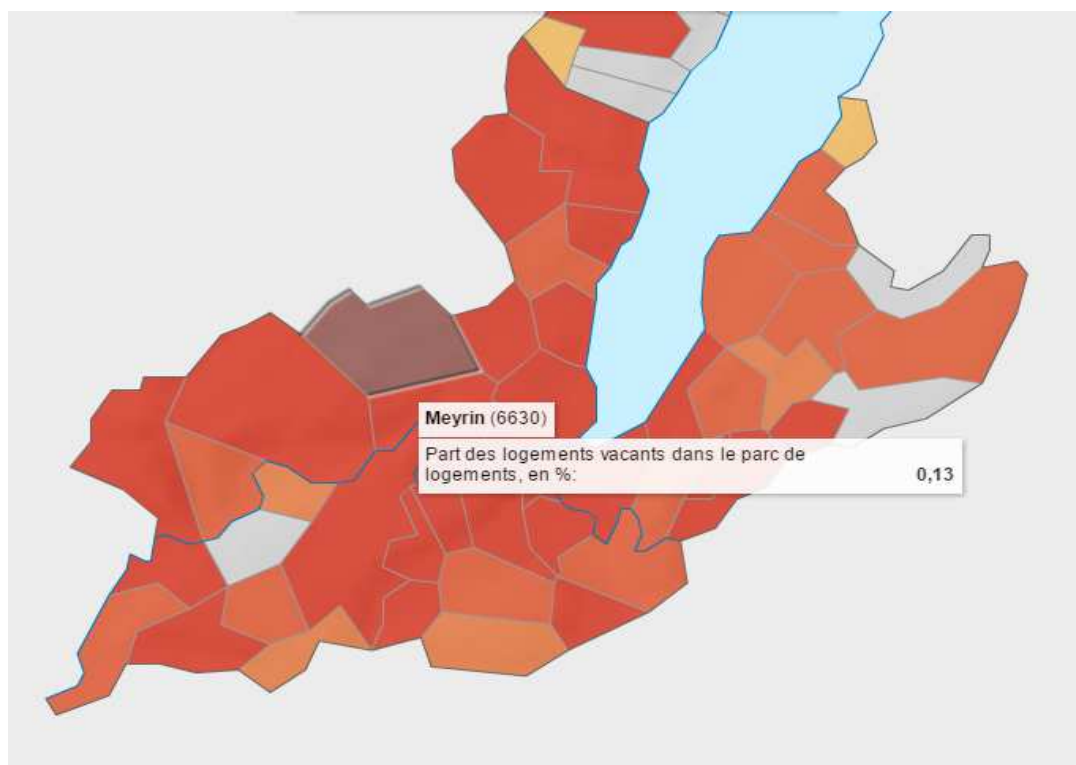 Meyrin (6630)
Part des logements vacants dans le parc de
logements, en %: 0,13